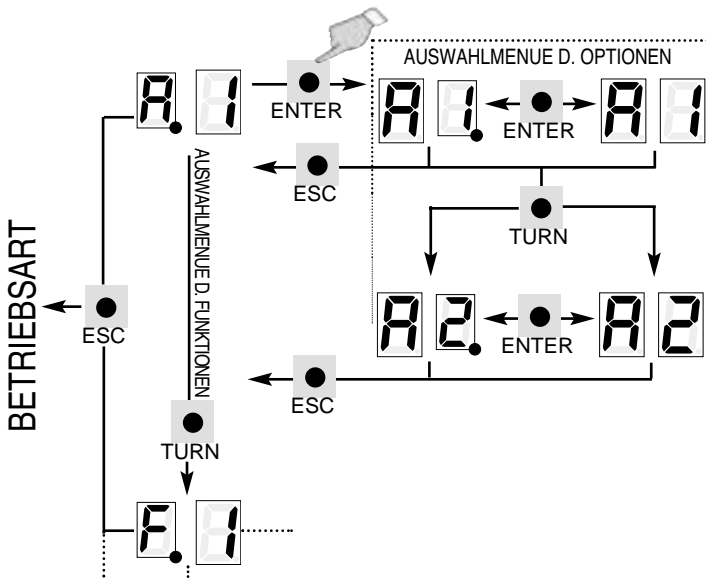 AUSWAHLMENUE D. OPTIONEN
A. 1
ENTER
A 1.
ENTER
A 1
ESC
TURN
AUSWAHLMENUE D. FUNKTIONEN
BETRIEBSART
ESC
A 2.
ENTER
A 2
ESC
TURN
F. 1